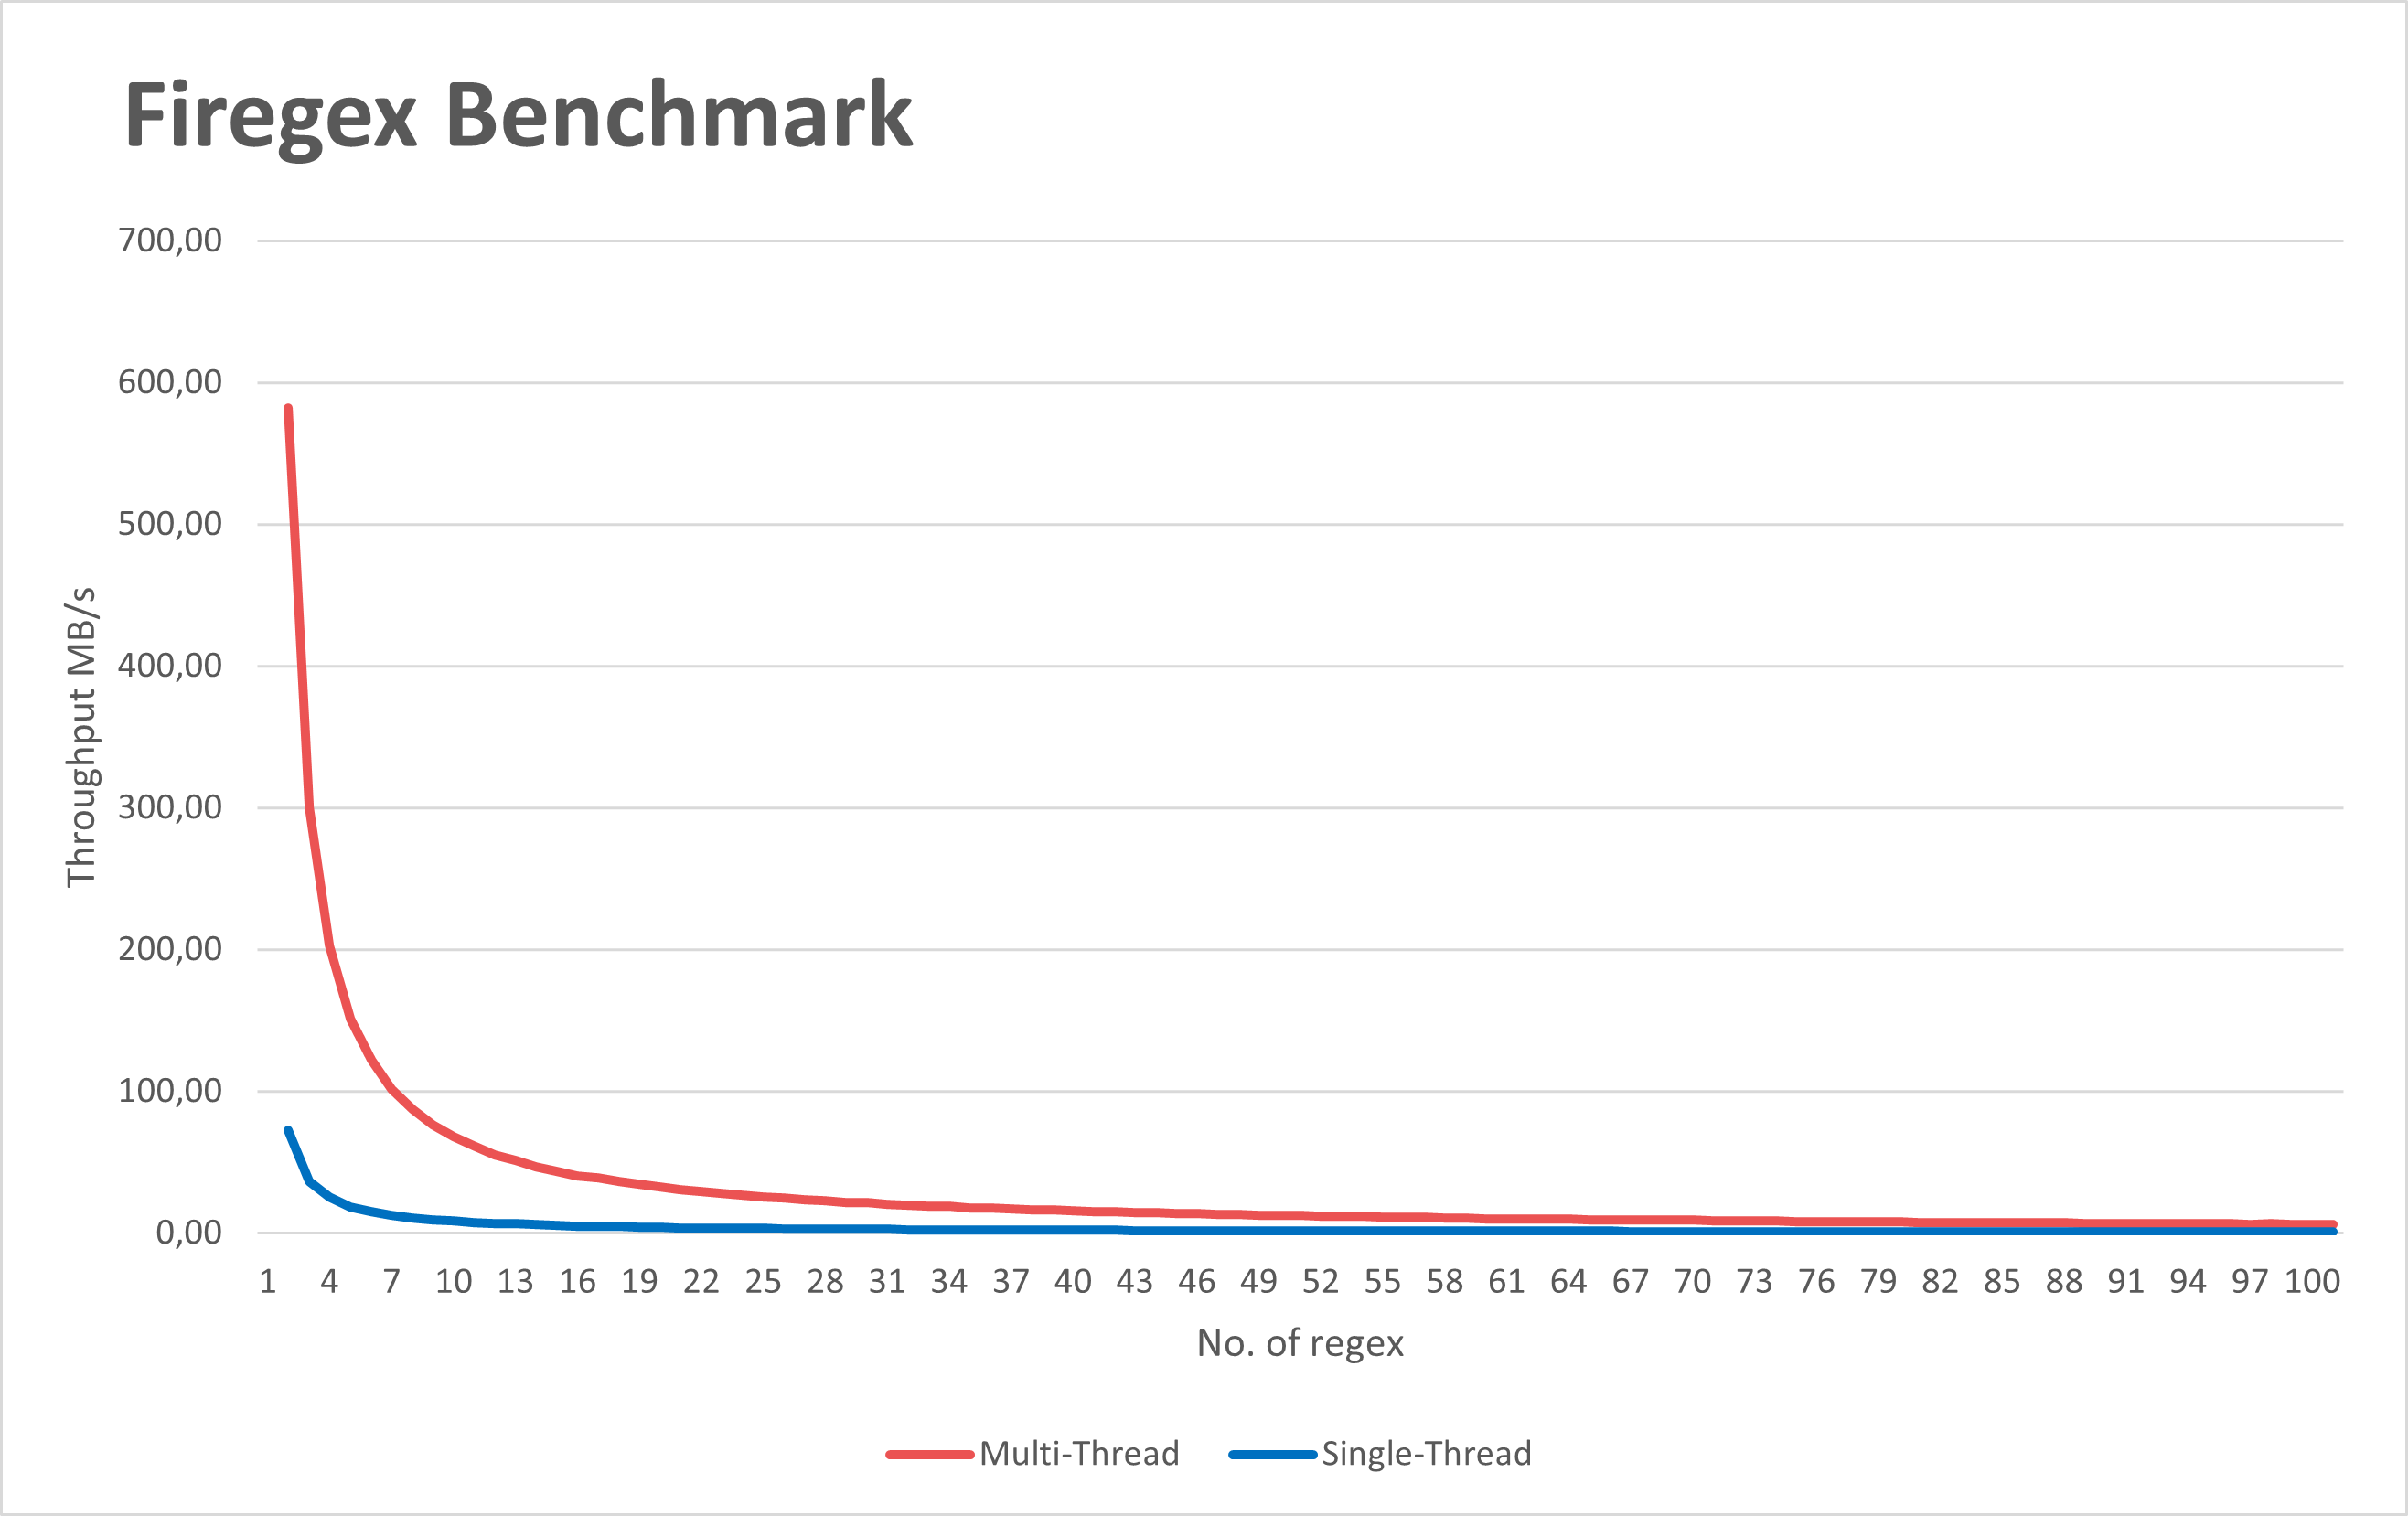 Firegex Benchmark
700,00
600,00
500,00
400,00
300,00
200,00
100,00
0,00
Throughput MB/s
1 4 7 10 13 16 19 22 25 28 31 34 37 40 43 46 49 52 55 58 61 64 67 70 73 76 79 82 85 88 91 94 97 100
No. of regex
Multi-Thread Single-Thread